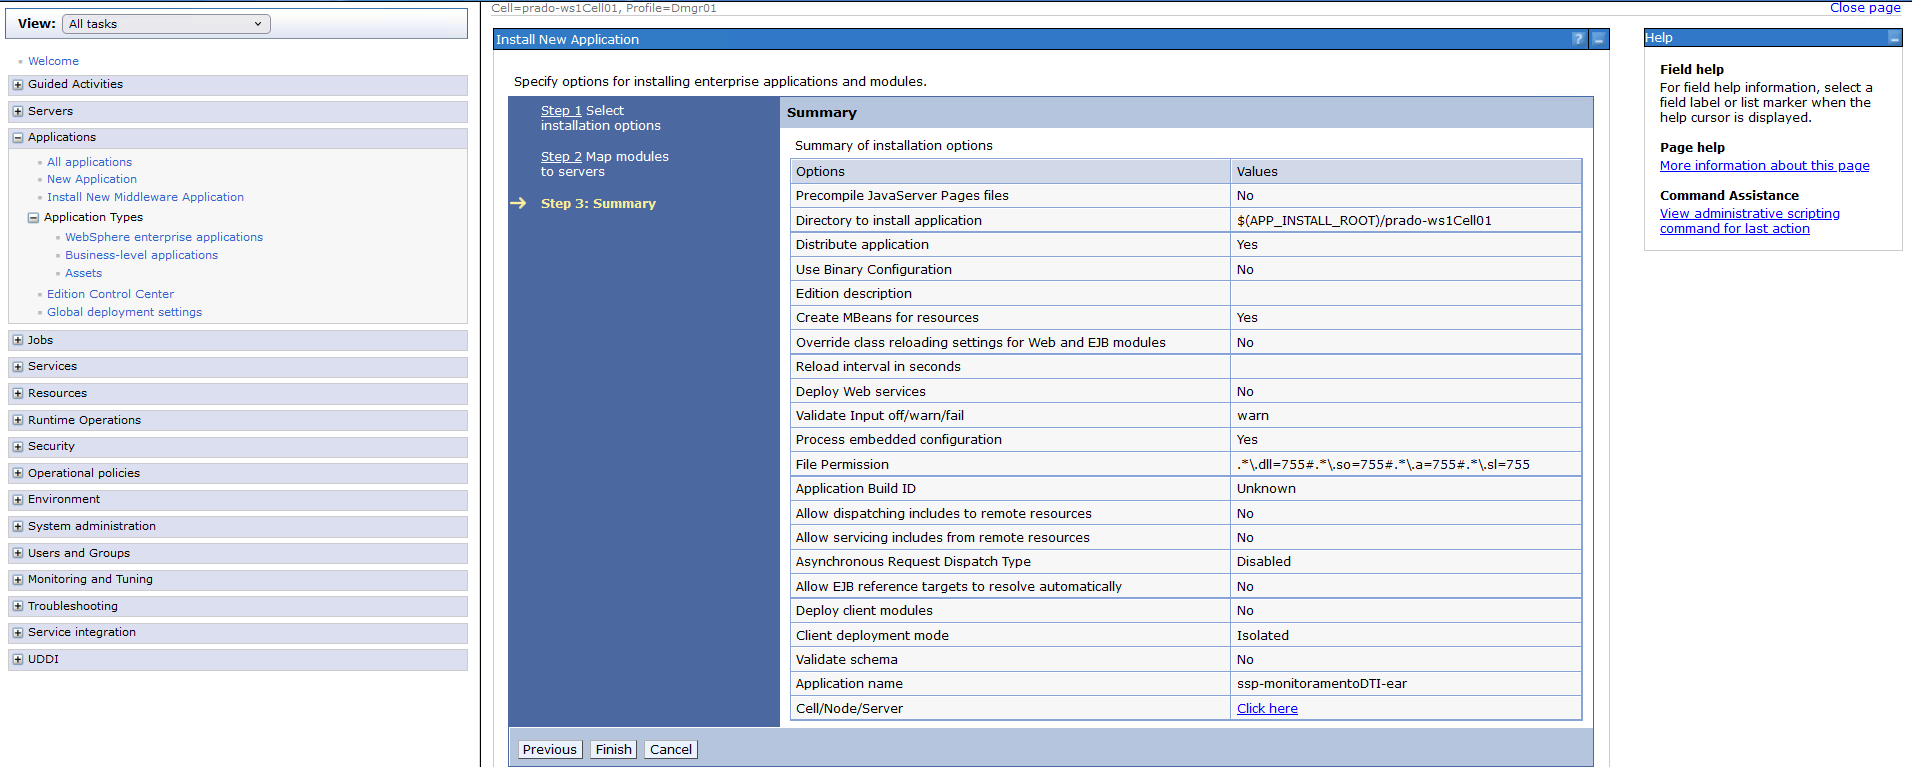 Cell=prado-ws1Cell01, Profile=Dmgr01
Close page
View: All tasks
Welcome
Guided Activities
Servers
Applications
All applications
New Application
Install New Middleware Application
Application Types
WebSphere enterprise applications
Business-level applications
Assets
Edition Control Center
Global deployment settings
Jobs
Services
Resources
Runtime Operations
Security
Operational policies
Environment
System administration
Users and Groups
Monitoring and Tuning
Troubleshooting
Service integration
UDDI
Install New Application
?
Specify options for installing enterprise applications and modules.
Step 1 Select
installation options
Step 2 Map modules
to servers
Step 3: Summary
Summary
Summary of installation options
Options Values
Precompile JavaServer Pages files No
Directory to install application $(APP_INSTALL_ROOT)/prado-ws1Cell01
Distribute application Yes
Use Binary Configuration No
Edition description
Create MBeans for resources Yes
Override class reloading settings for Web and EJB modules No
Reload interval in seconds
Deploy Web services No
Validate Input off/warn/fail warn
Process embedded configuration Yes
File Permission .*\.dll=755#.*\.so=755#.*\.a=755#.*\.sl=755
Application Build ID Unknown
Allow dispatching includes to remote resources No
Allow servicing includes from remote resources No
Asynchronous Request Dispatch Type Disabled
Allow EJB reference targets to resolve automatically No
Deploy client modules No
Client deployment mode Isolated
Validate schema No
Application name ssp-monitoramentoDTI-ear
Cell/Node/Server Click here
Previous Finish Cancel
Help
Field help
For field help information, select a
field label or list marker when the
help cursor is displayed.
Page help
More information about this page
Command Assistance
View administrative scripting
command for last action